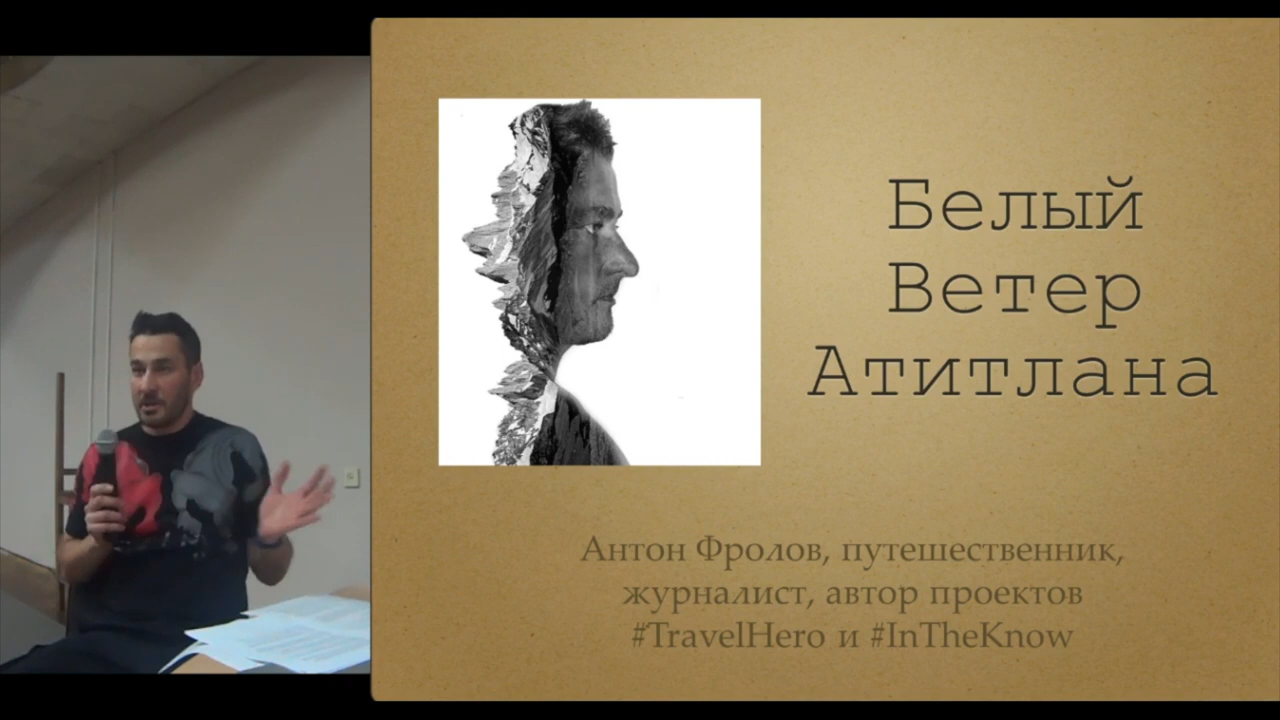 Белый
Ветер
Атитлана
Антон Фролов, путешественник,
журналист, автор проектов
#TravelHero и #InTheKnow